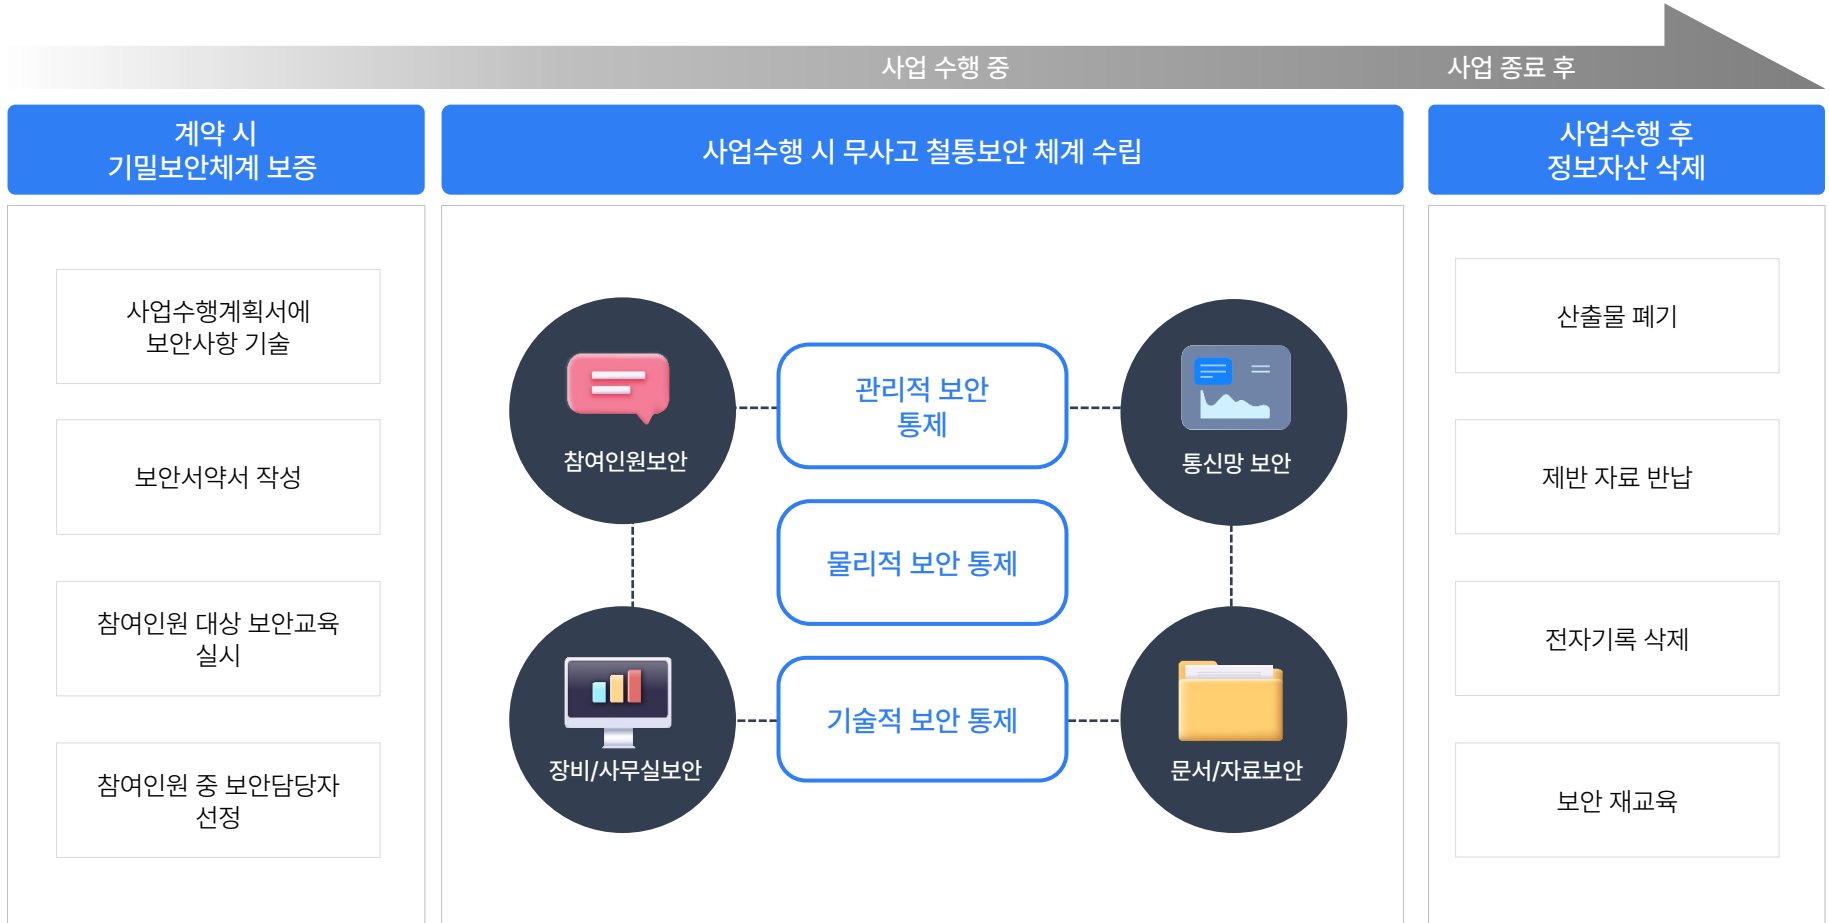 사업 수행 중
사업 종료 후
계약 시
기밀보안체계 보증
사업수행 시 무사고 철통보안 체계 수립
사업수행 후
정보자산 삭제
사업수행계획서에
보안사항 기술
보안서약서 작성
참여인원 대상 보안교육
실시
참여인원 중 보안담당자
선정
참여인원보안
관리적 보안
통제
통신망 보안
물리적 보안 통제
장비/사무실보안
기술적 보안 통제
문서/자료보안
산출물 폐기
제반 자료 반납
전자기록 삭제
보안 재교육